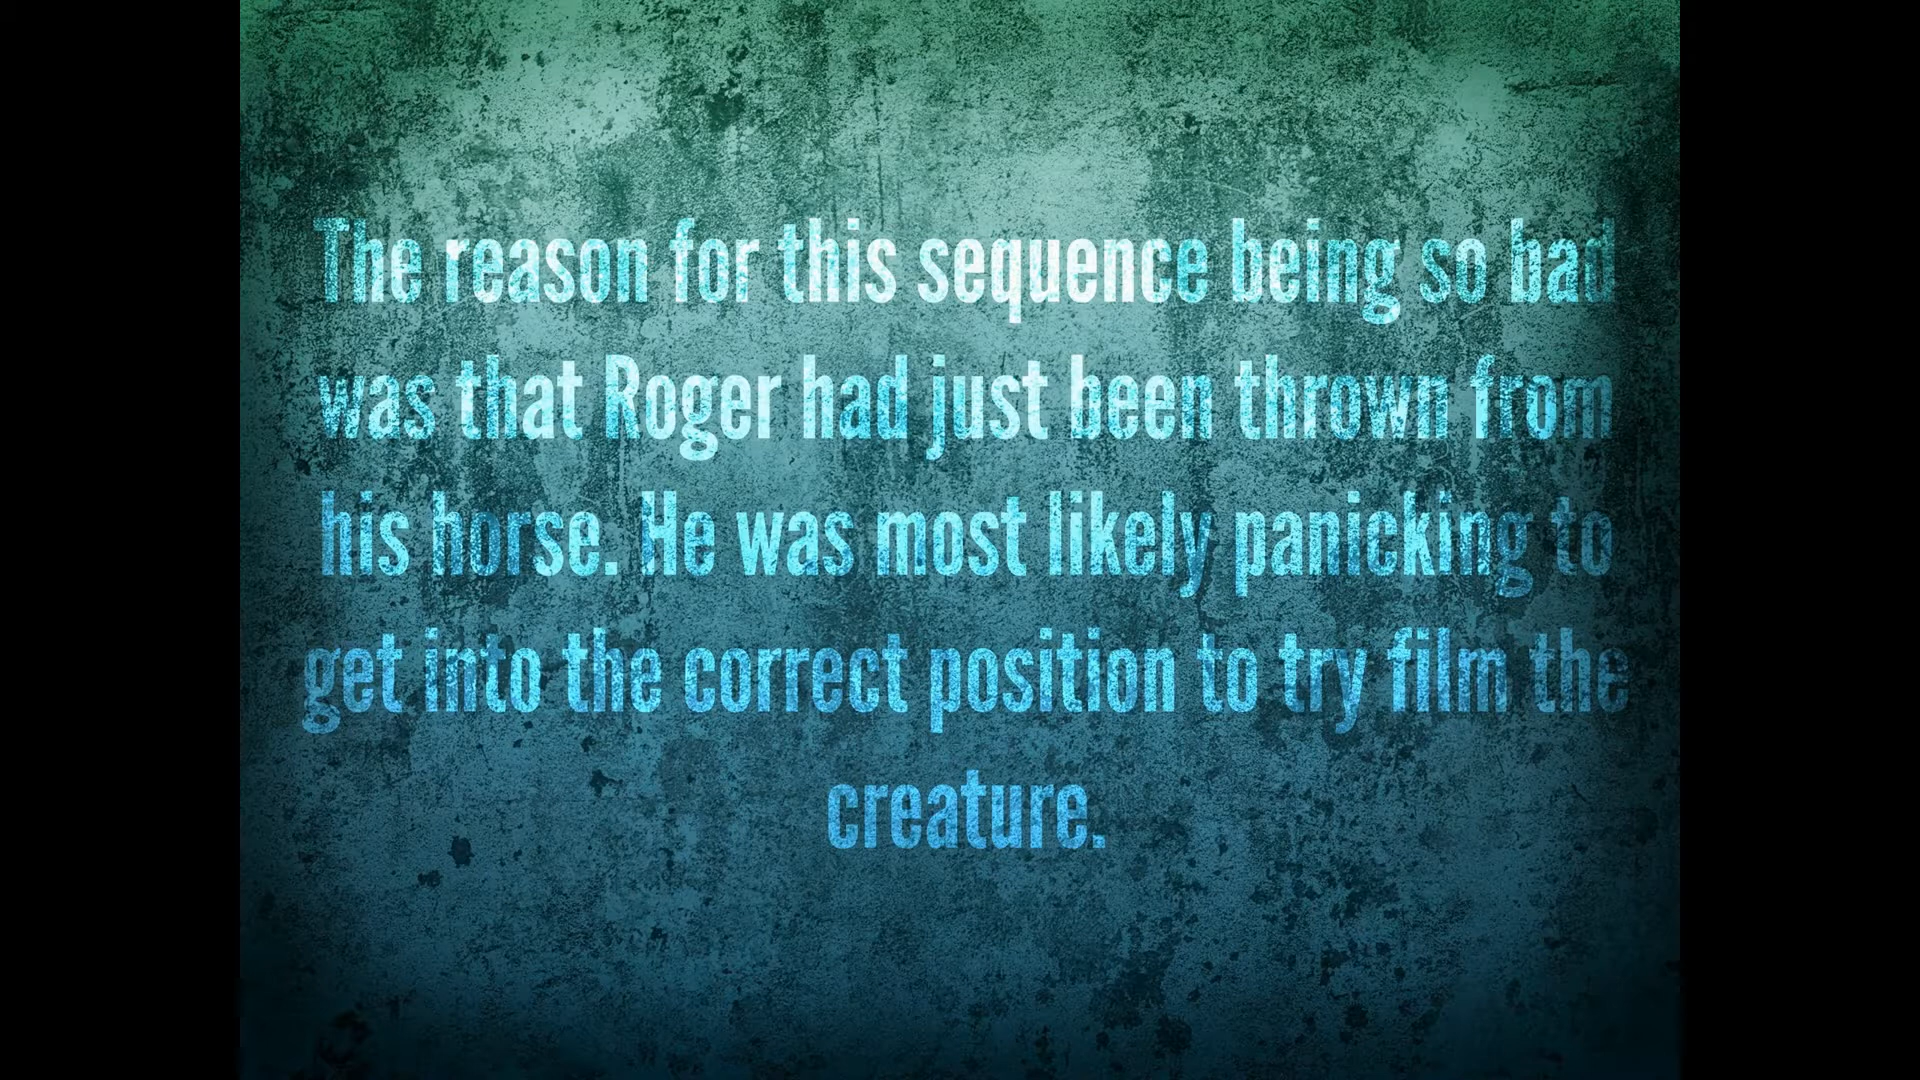 The reason for this sequence being so bad
was that Roger had just been thrown from
his horse. He was most likely panicking to
get into the correct position to try film the
creature.